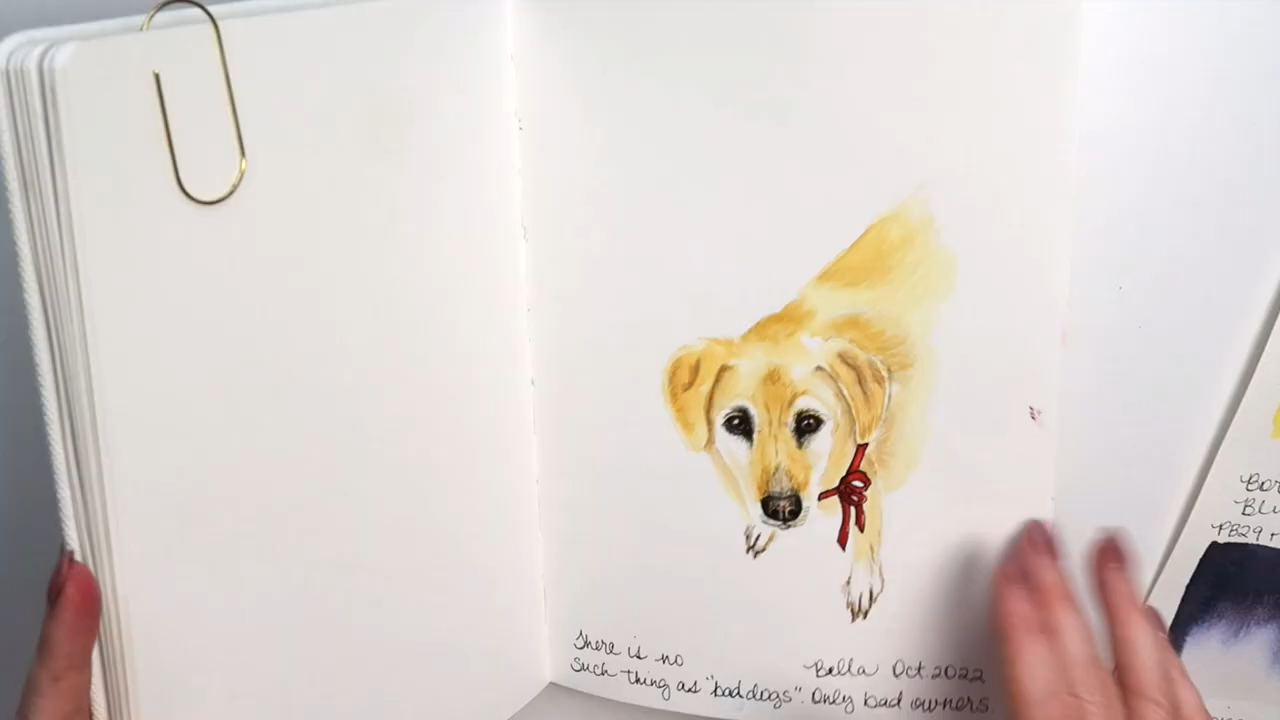 There is no
Bella Oct. 2022
such thing as "bad dogs". Only bad owners.
PB29